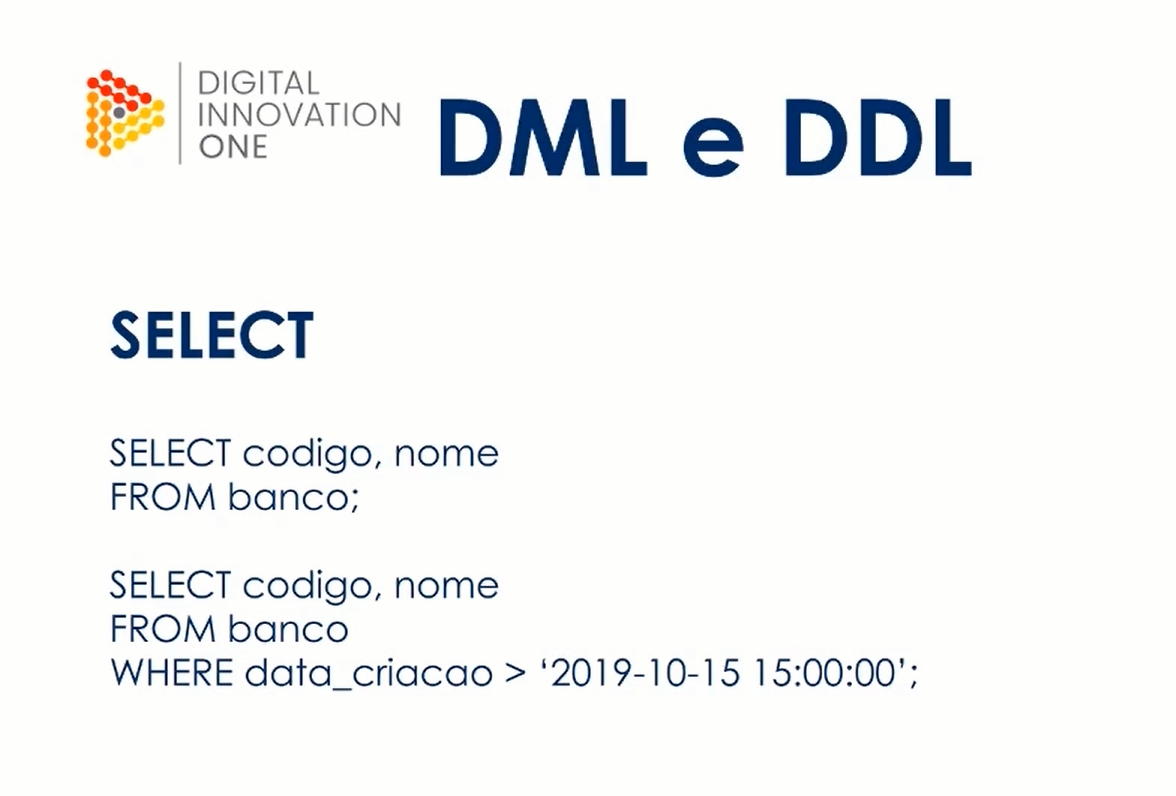 DIGITAL
INNOVATION
ONE
DML e DDL
SELECT
SELECT codigo, nome
FROM banco;
SELECT codigo, nome
FROM banco
WHERE data_criacao > ‘2019-10-15 15:00:00’;